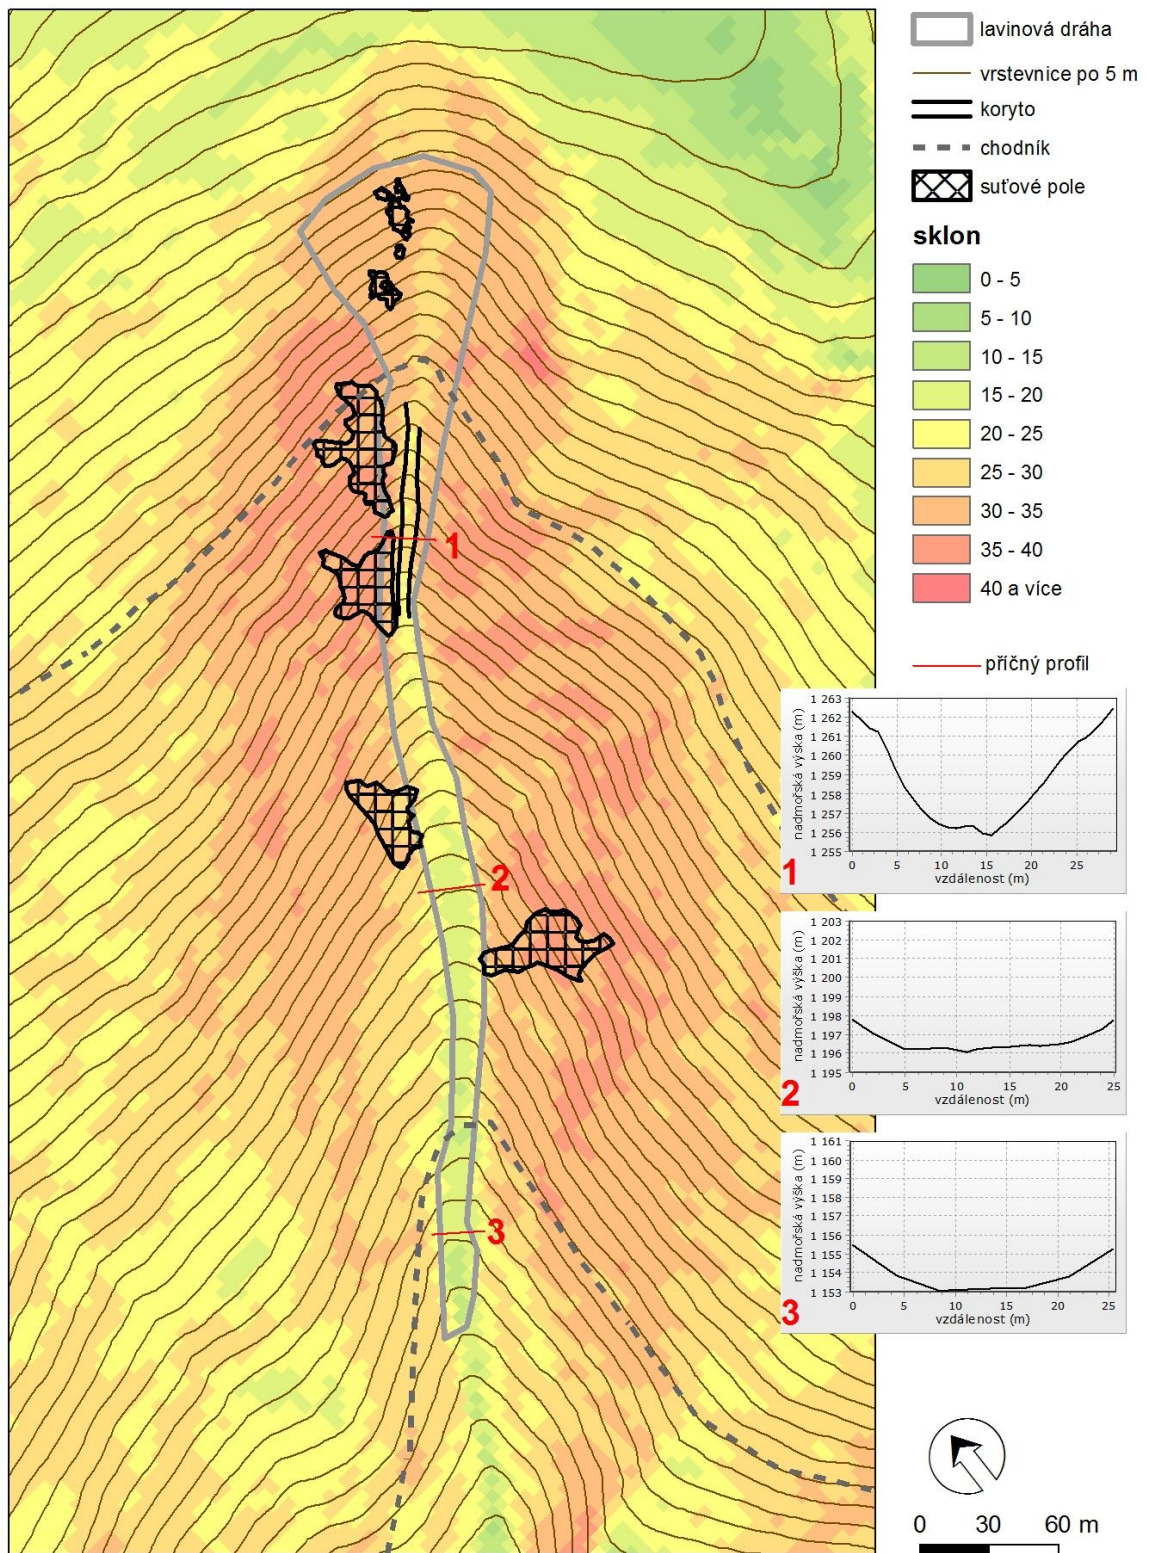 lavinová dráha
vrstevnice po 5 m
koryto
chodník
suťové pole
sklon
0 - 5
5 - 10
10 - 15
15 - 20
20 - 25
25 - 30
30 - 35
35 - 40
40 a více
příčný profil
1
2
3
1 263
1 262
1 261
1 260
1 259
1 258
1 257
1 256
1 255
nadmořská výška (m)
0 5 10 15 20 25
vzdálenost (m)
1
1 203
1 202
1 201
1 200
1 199
1 198
1 197
1 196
1 195
nadmořská výška (m)
0 5 10 15 20 25
vzdálenost (m)
2
1 161
1 160
1 159
1 158
1 157
1 156
1 155
1 154
1 153
nadmořská výška (m)
0 5 10 15 20 25
vzdálenost (m)
3
0 30 60 m